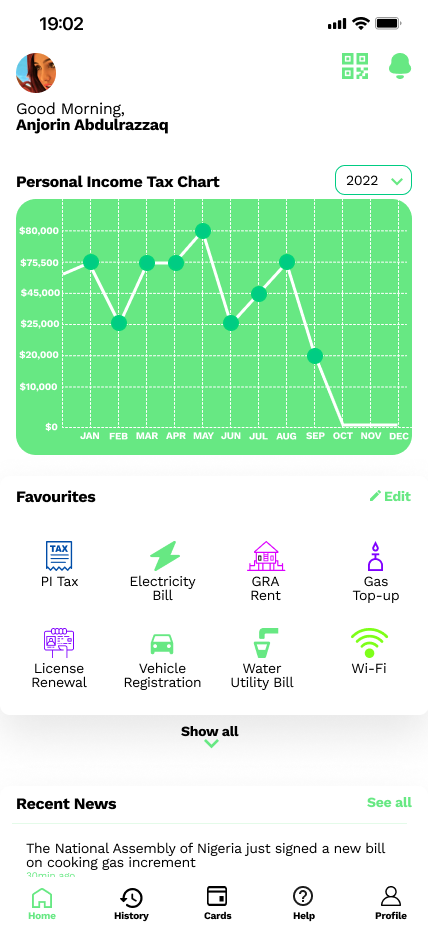 19:02
Good Morning,
Anjorin Abdulrazzaq
Personal Income Tax Chart
2022
$80,000
$75,500
$45,000
$25,000
$20,000
$10,000
$0
JAN FEB MAR APR MAY JUN JUL AUG SEP OCT NOV DEC
Favourites
Edit
TAX
PI Tax
Electricity
Bill
GRA
Rent
Gas
Top-up
License
Renewal
Vehicle
Registration
Water
Utility Bill
Wi-Fi
Show all
Recent News
See all
The National Assembly of Nigeria just signed a new bill
on cooking gas increment
30min ago
Home
History
Cards
Help
Profile